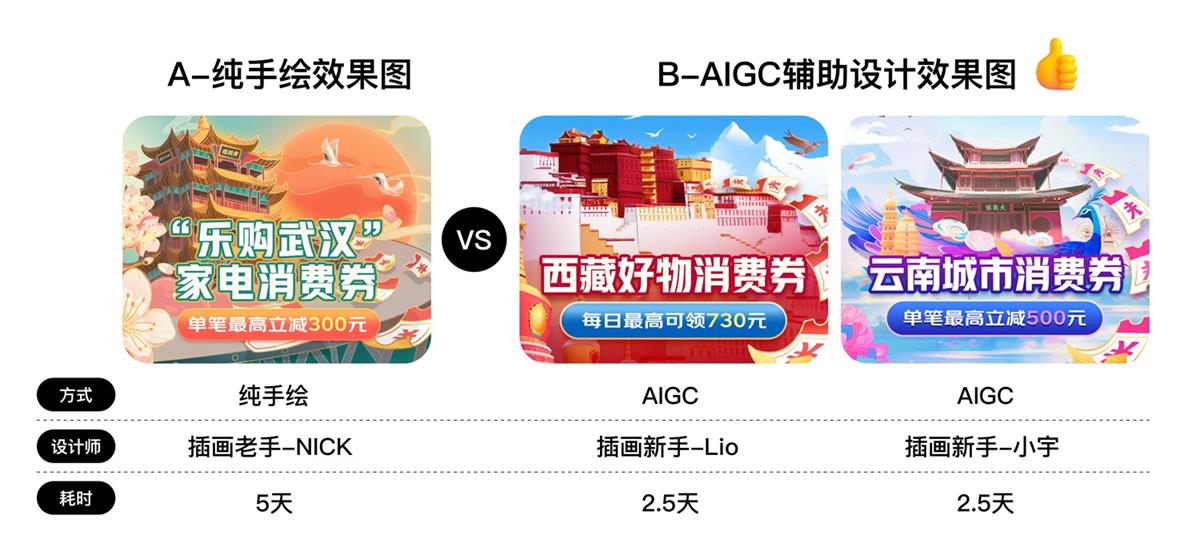 A-纯手绘效果图
B-AIGC辅助设计效果图
“乐购武汉”
家电消费券
单笔最高立减300元
VS
西藏好物消费券
每日最高可领730元
云南城市消费券
单笔最高立减500元
方式
纯手绘
AIGC
AIGC
设计师
插画老手-NICK
插画新手-Lio
插画新手-小宇
耗时
5天
2.5天
2.5天